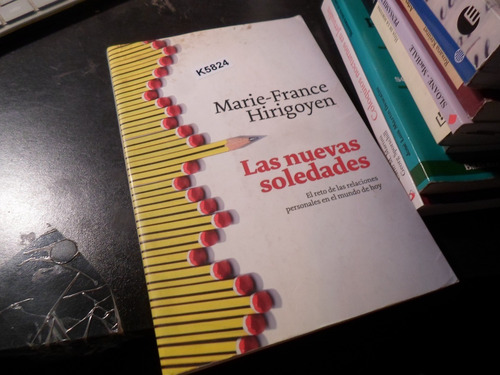 K5824
Marie-France
Hirigoyen
Las nuevas
soledades
El reto de las relaciones
personales en el mundo de hoy